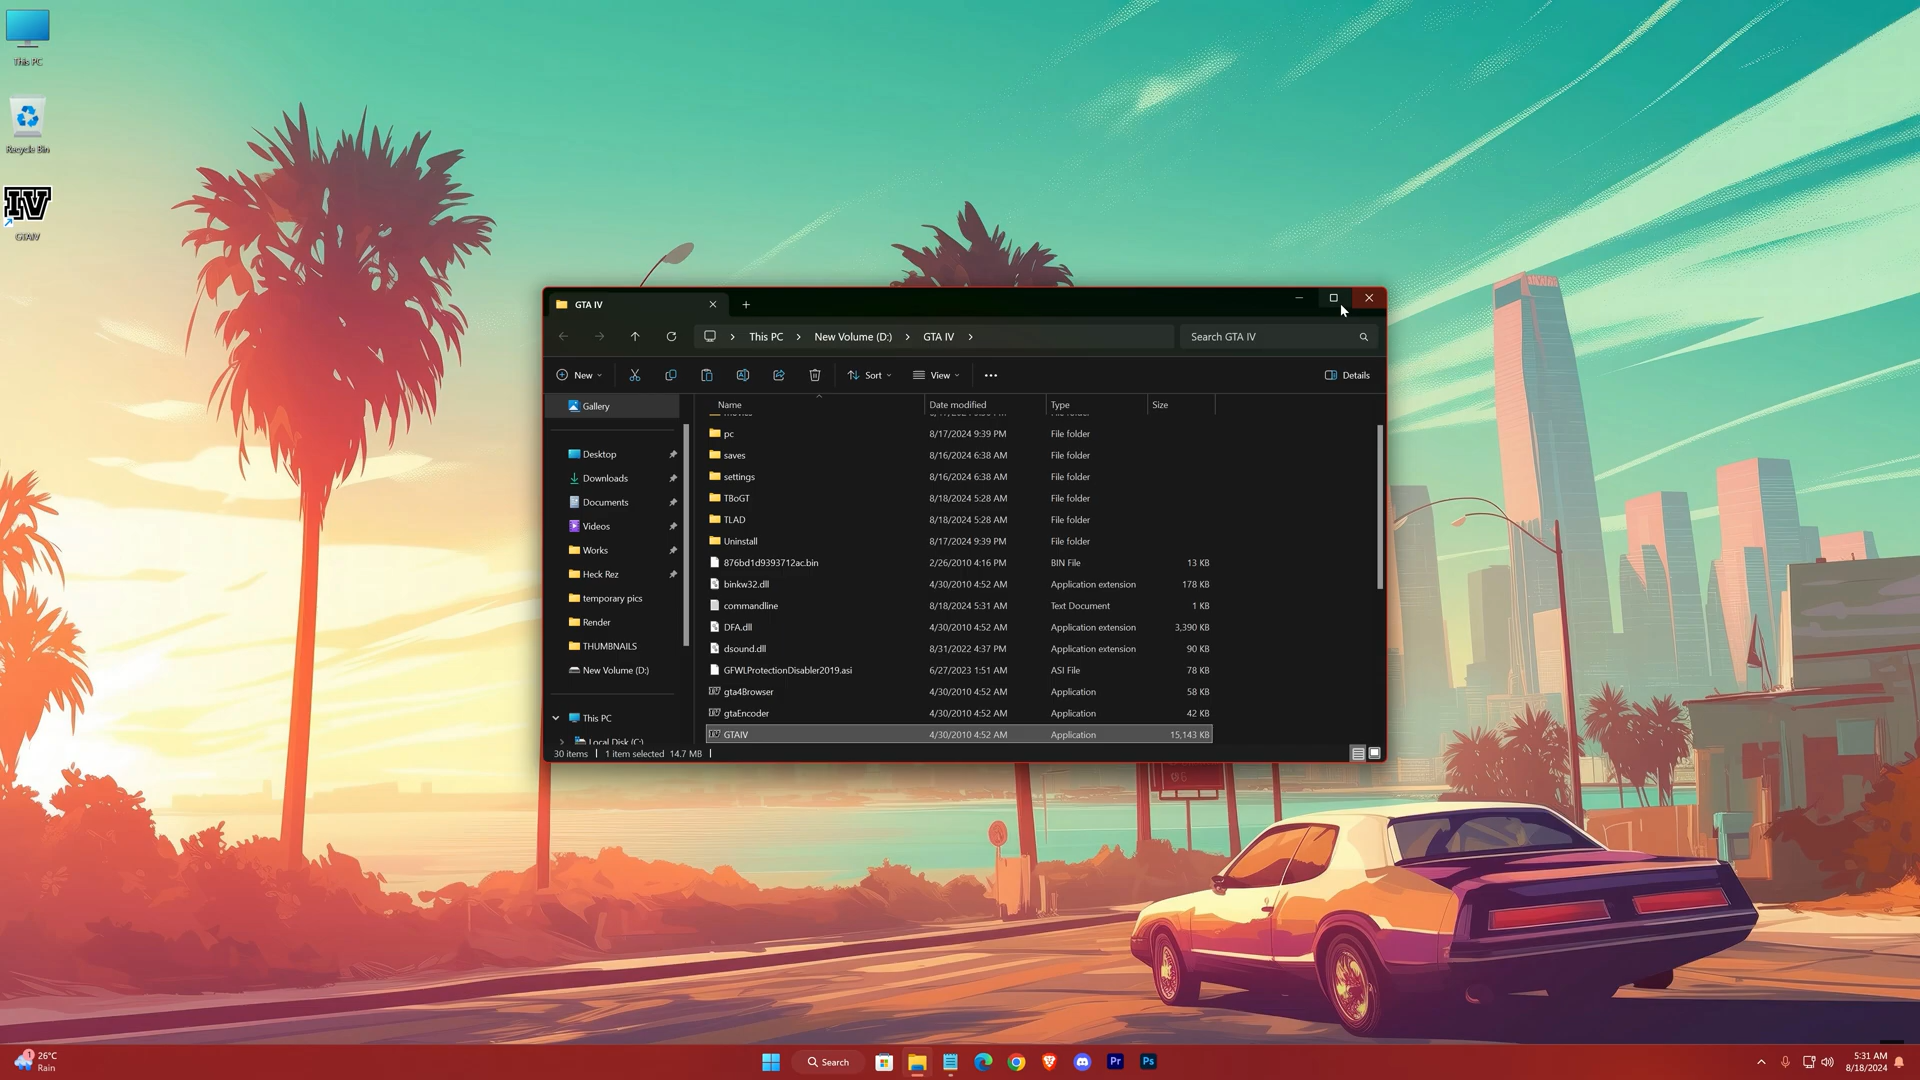 This PC
Recycle Bin
IV
GTAIV
GTA IV
This PC
New Volume (D:)
GTA IV
Search GTA IV
New
Sort
View
Details
Gallery
Desktop
Downloads
Documents
Videos
Works
Heck Rez
temporary pics
Render
THUMBNAILS
New Volume (D:)
This PC
Local Disk (C:)
Name Date modified Type Size
pc 8/17/2024 9:39 PM File folder
saves 8/16/2024 6:38 AM File folder
settings 8/16/2024 6:38 AM File folder
TBoGT 8/18/2024 5:28 AM File folder
TLAD 8/18/2024 5:28 AM File folder
Uninstall 8/17/2024 9:39 PM File folder
876bd1d9393712ac.bin 2/26/2010 4:16 PM BIN File 13 KB
binkw32.dll 4/30/2010 4:52 AM Application extension 178 KB
commandline 8/18/2024 5:31 AM Text Document 1 KB
DFA.dll 4/30/2010 4:52 AM Application extension 3,390 KB
dsound.dll 8/31/2022 4:37 PM Application extension 90 KB
GFWLProtectionDisabler2019.asi 6/27/2023 1:51 AM ASI File 78 KB
gta4Browser 4/30/2010 4:52 AM Application 58 KB
gtaEncoder 4/30/2010 4:52 AM Application 42 KB
GTAIV 4/30/2010 4:52 AM Application 15,143 KB
30 items 1 item selected 14.7 MB
1
26°C
Rain
Search
Pr
Ps
5:31 AM
8/18/2024